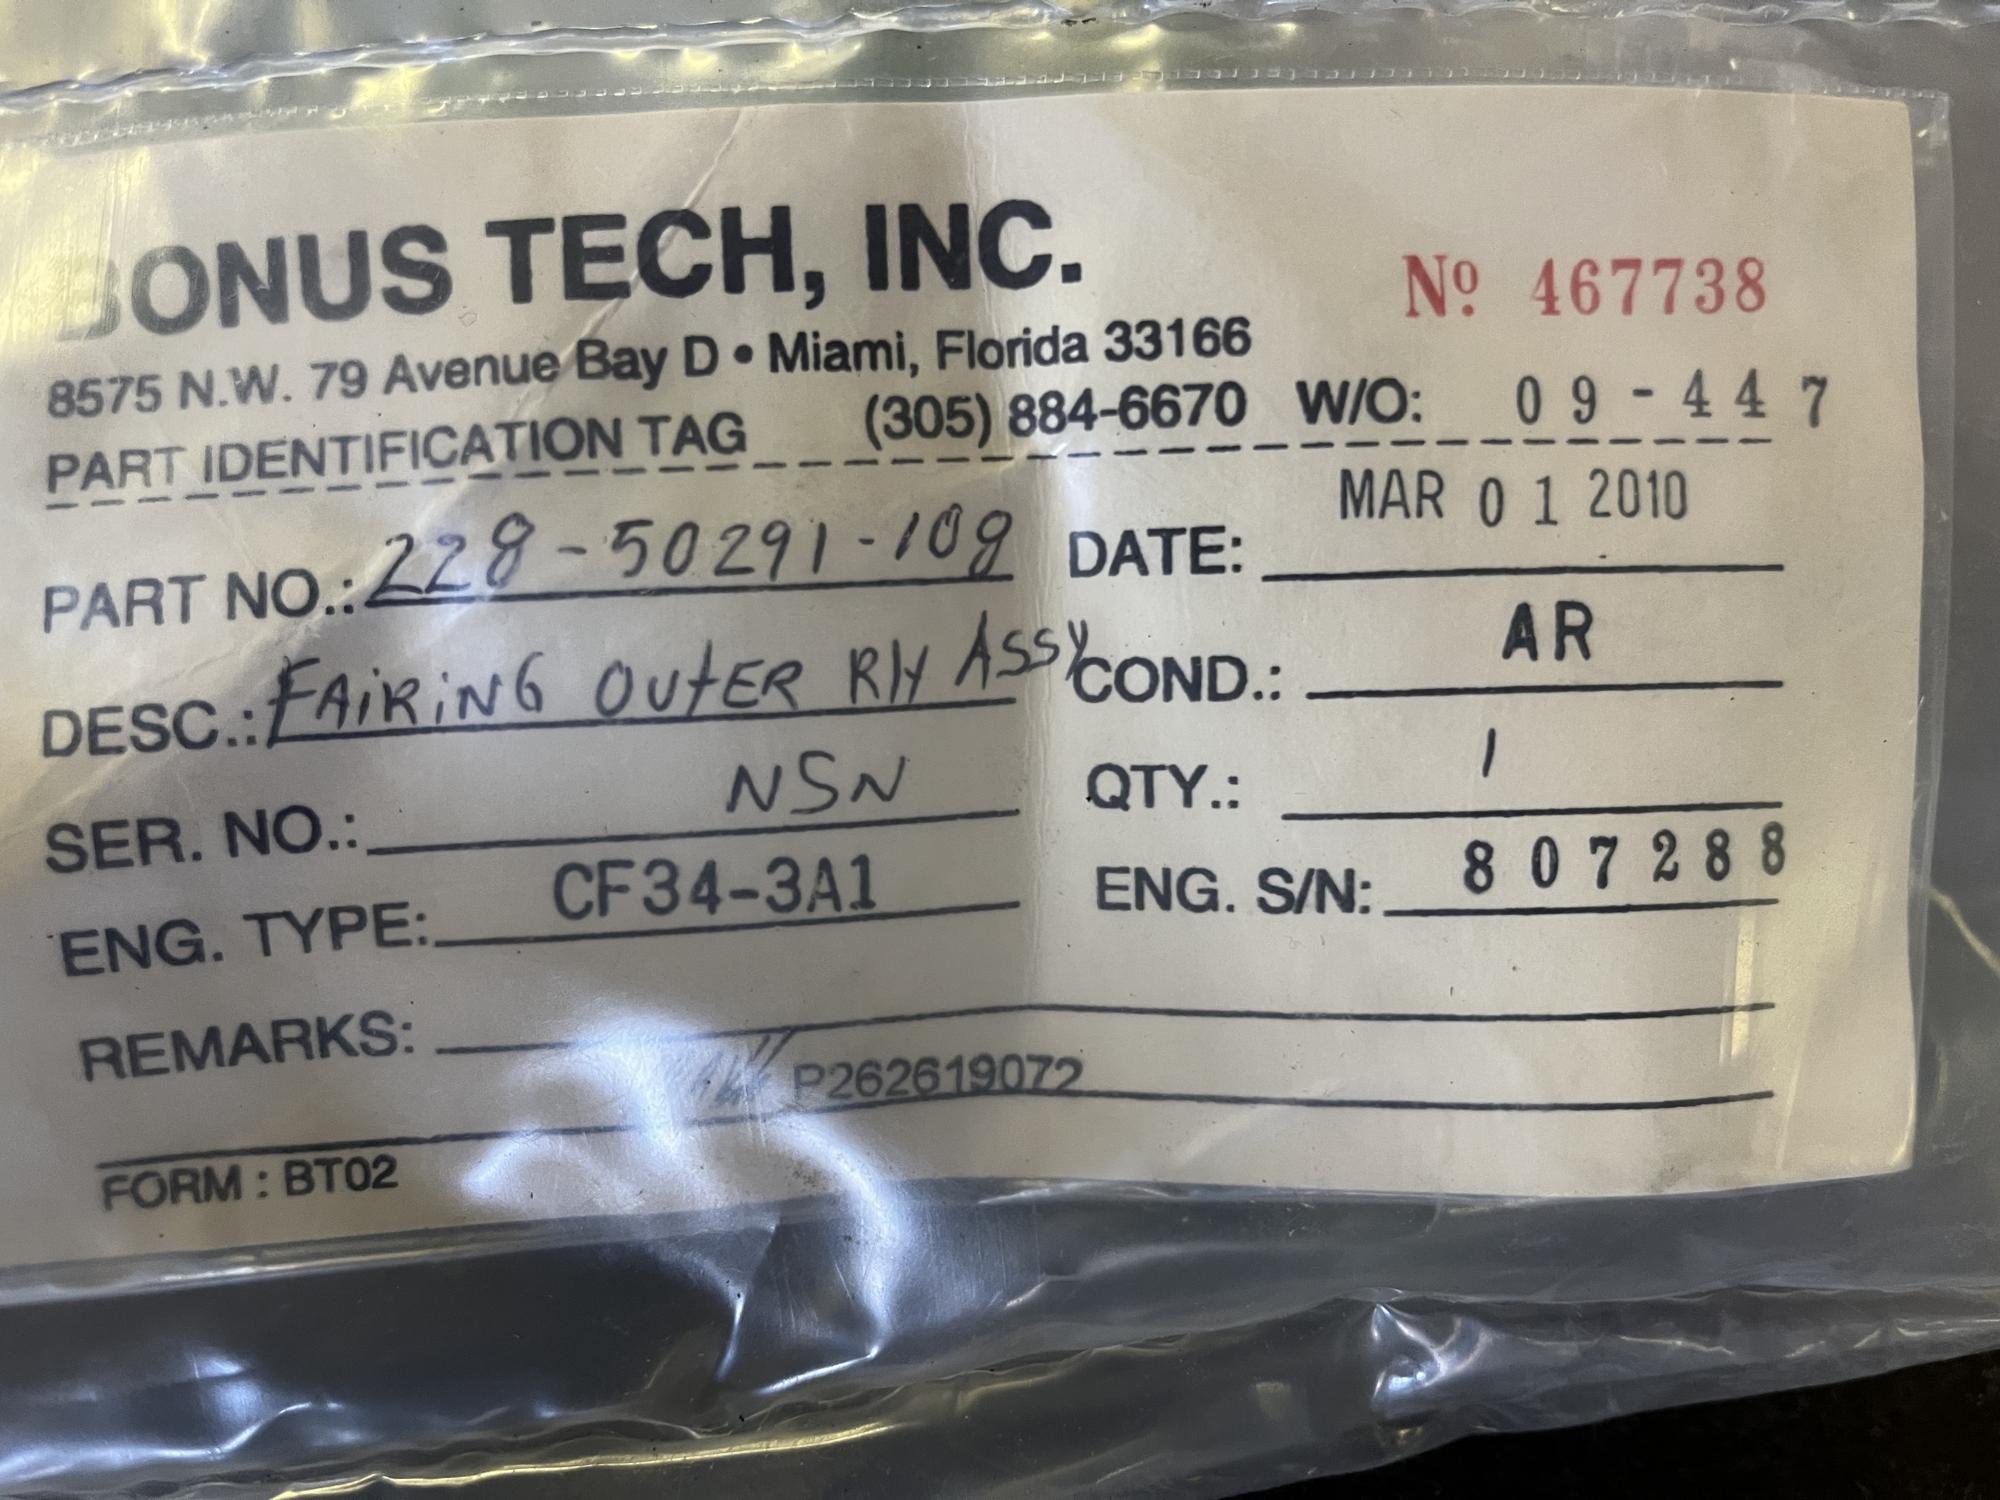 BONUS TECH, INC.
Nº 467738
8575 N.W. 79 Avenue Bay D • Miami, Florida 33166
PART IDENTIFICATION TAG (305) 884-6670 W/O: 09-447
PART NO.: 228-50291-109 DATE: MAR 01 2010
DESC.: FAIRING OUTER RH ASSY COND.: AR
SER. NO.: NSN QTY.: 1
ENG. TYPE: CF34-3A1 ENG. S/N: 807288
REMARKS:
P262619072
FORM : BT02